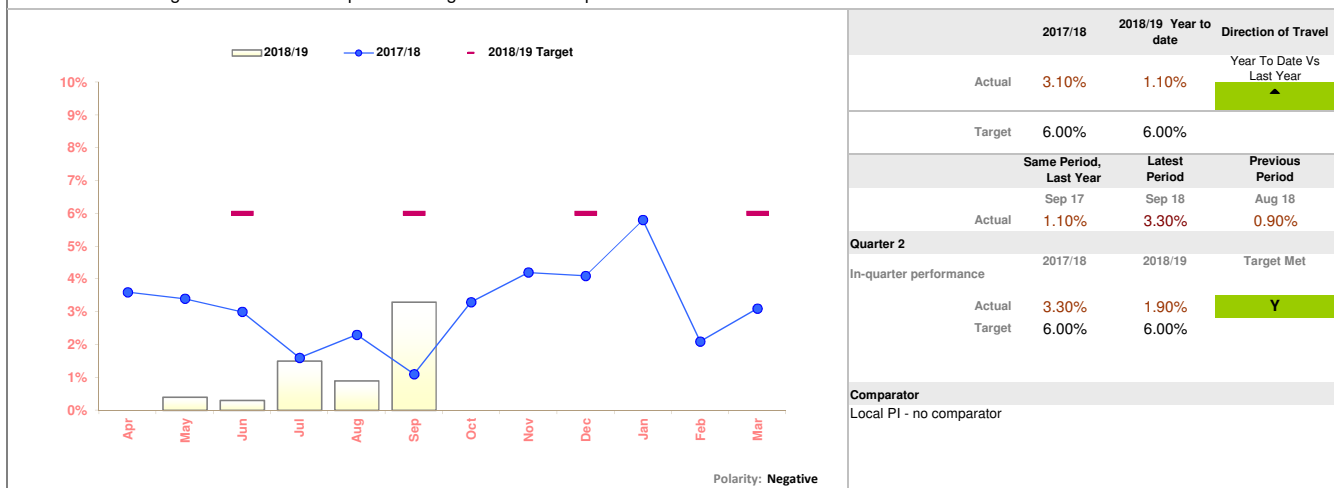 2018/19 2017/18 2018/19 Target
10%
9%
8%
7%
6%
5%
4%
3%
2%
1%
0%
Apr May Jun Jul Aug Sep Oct Nov Dec Jan Feb Mar
Polarity: Negative
2017/18 2018/19 Year to date Direction of Travel
Year To Date Vs Last Year
Actual 3.10% 1.10%
Target 6.00% 6.00%
Same Period, Last Year Latest Period Previous Period
Sep 17 Sep 18 Aug 18
Actual 1.10% 3.30% 0.90%
Quarter 2
2017/18 2018/19 Target Met
In-quarter performance
Actual 3.30% 1.90% Y
Target 6.00% 6.00%
Comparator
Local PI - no comparator